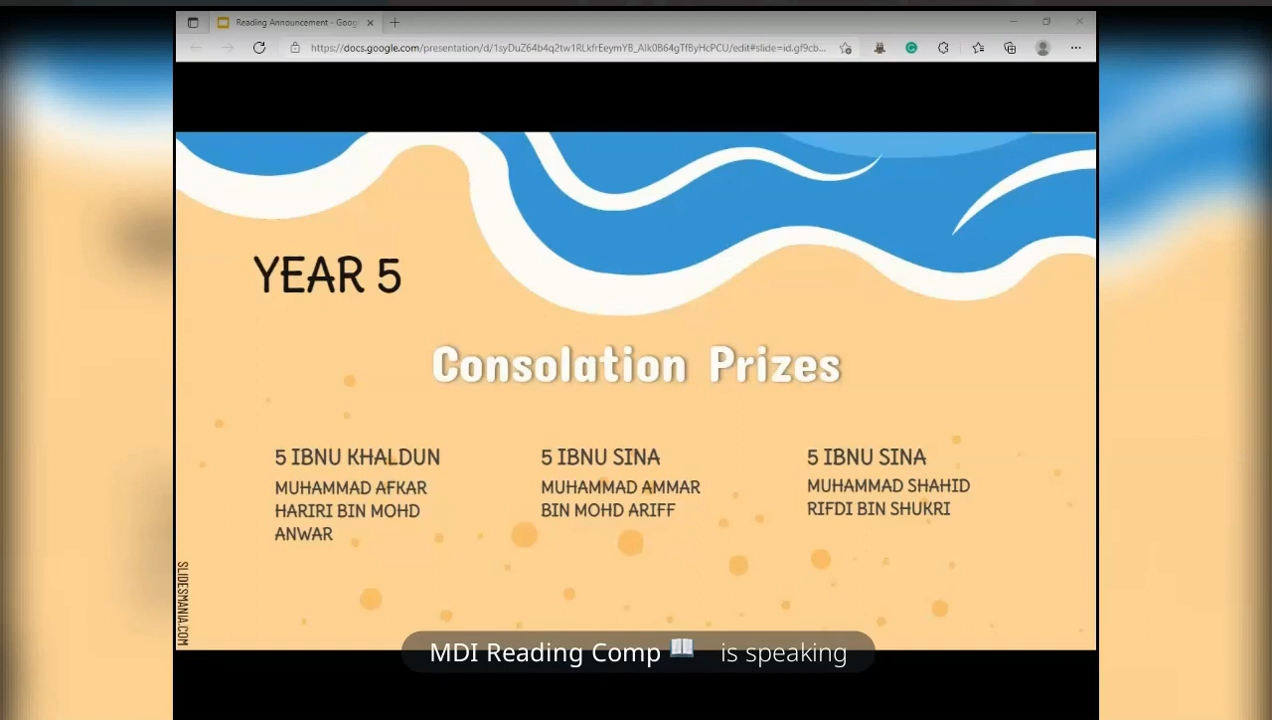 Reading Announcement - Goog
https://docs.google.com/presentation/d/1syDuZ64b4q2tw1RLkfrEeymYB_AIk0B64gTfByHcPCU/edit#slide=id.gf9cb...
YEAR 5
Consolation Prizes
5 IBNU KHALDUN
MUHAMMAD AFKAR
HARIRI BIN MOHD
ANWAR
5 IBNU SINA
MUHAMMAD AMMAR
BIN MOHD ARIFF
5 IBNU SINA
MUHAMMAD SHAHID
RIFDI BIN SHUKRI
SLIDESMANIA.COM
MDI Reading Comp is speaking